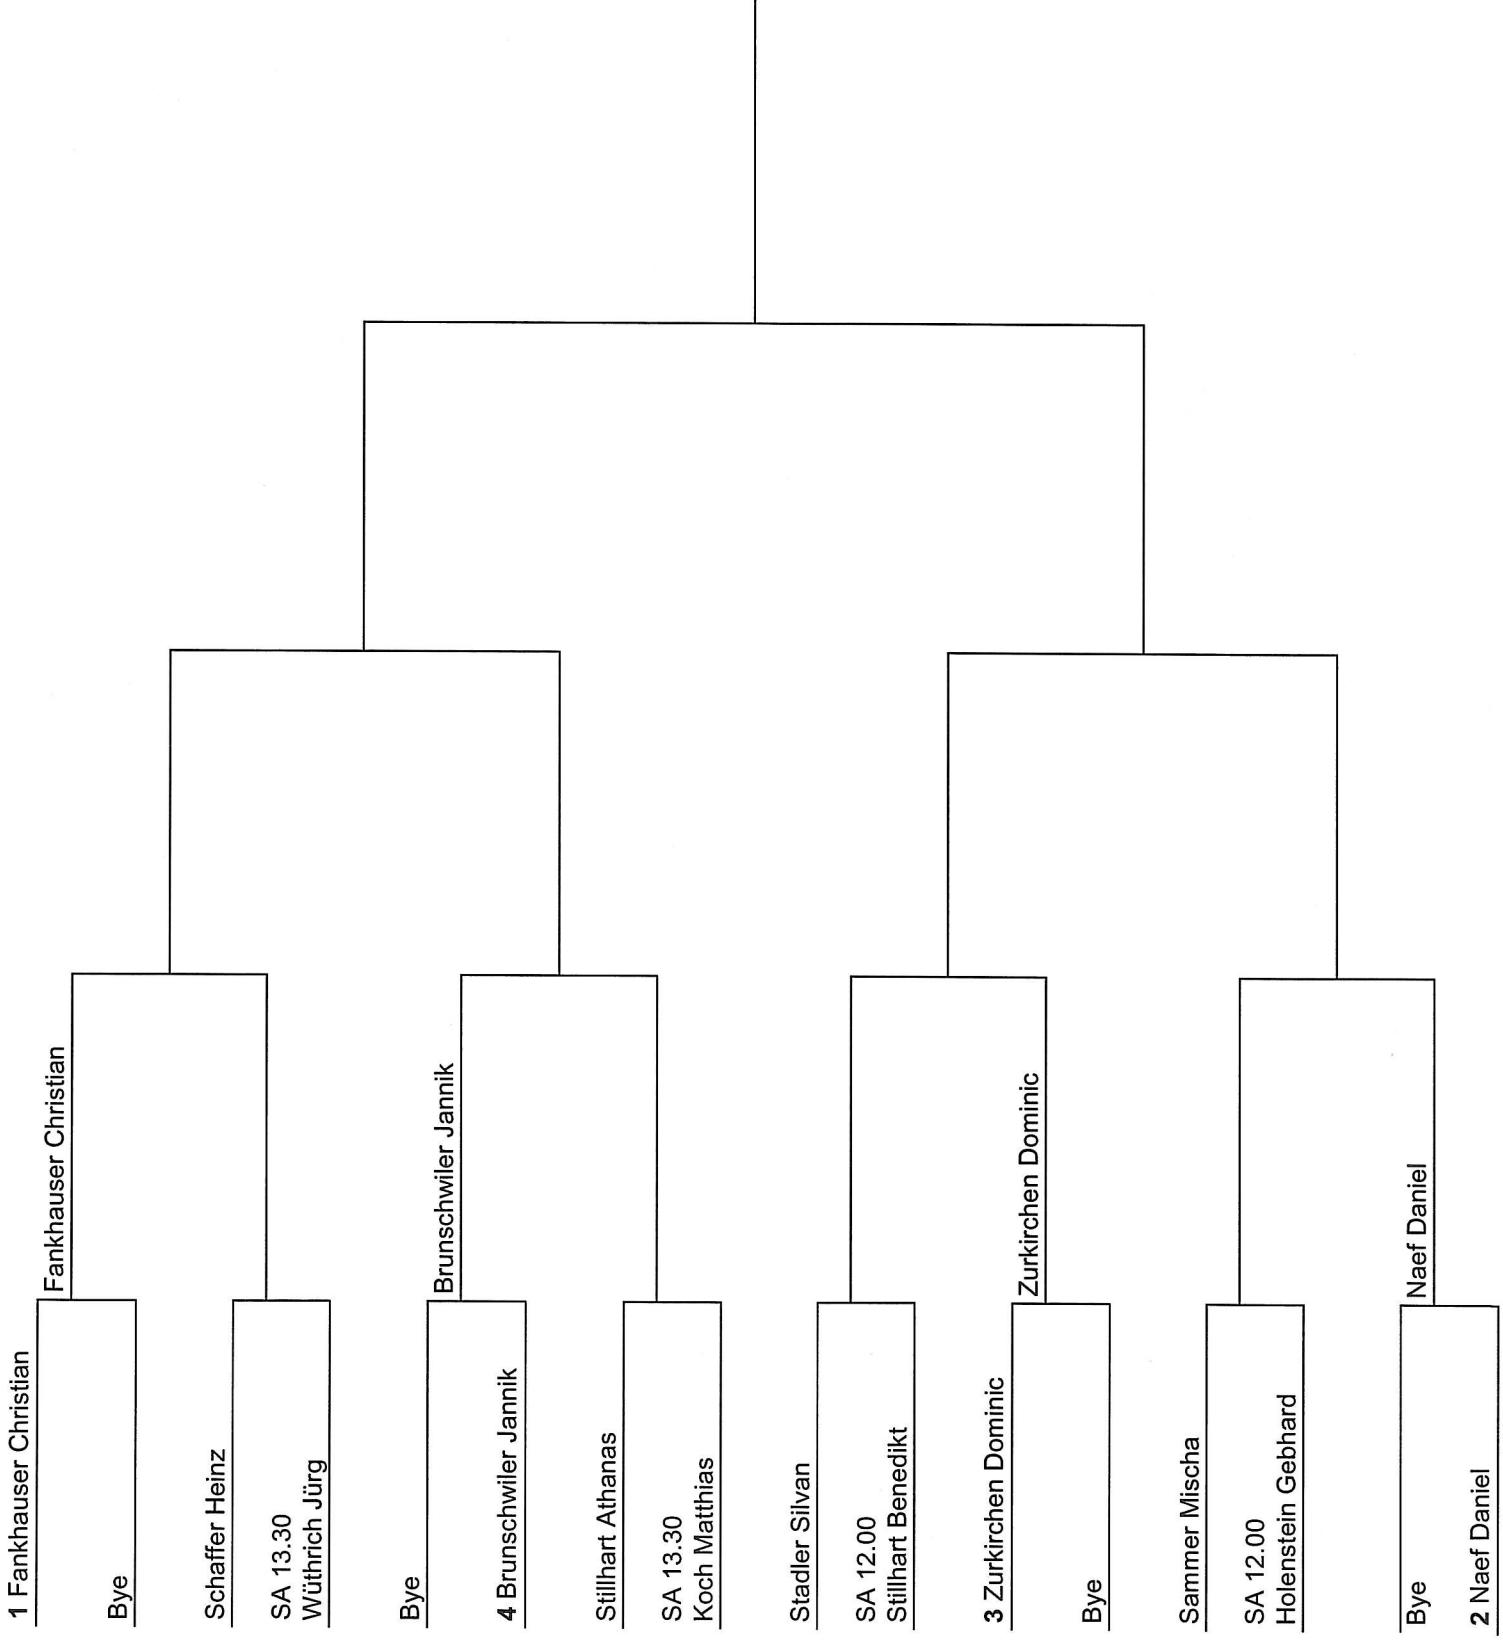 1 Fankhauser Christian
Bye
Schaffer Heinz
SA 13.30
Wüthrich Jürg
Bye
4 Brunschwiler Jannik
Stillhart Athanas
SA 13.30
Koch Matthias
Stadler Silvan
SA 12.00
Stillhart Benedikt
3 Zurkirchen Dominic
Bye
Sammer Mischa
SA 12.00
Holenstein Gebhard
Bye
2 Naef Daniel
Fankhauser Christian
Brunschwiler Jannik
Zurkirchen Dominic
Naef Daniel